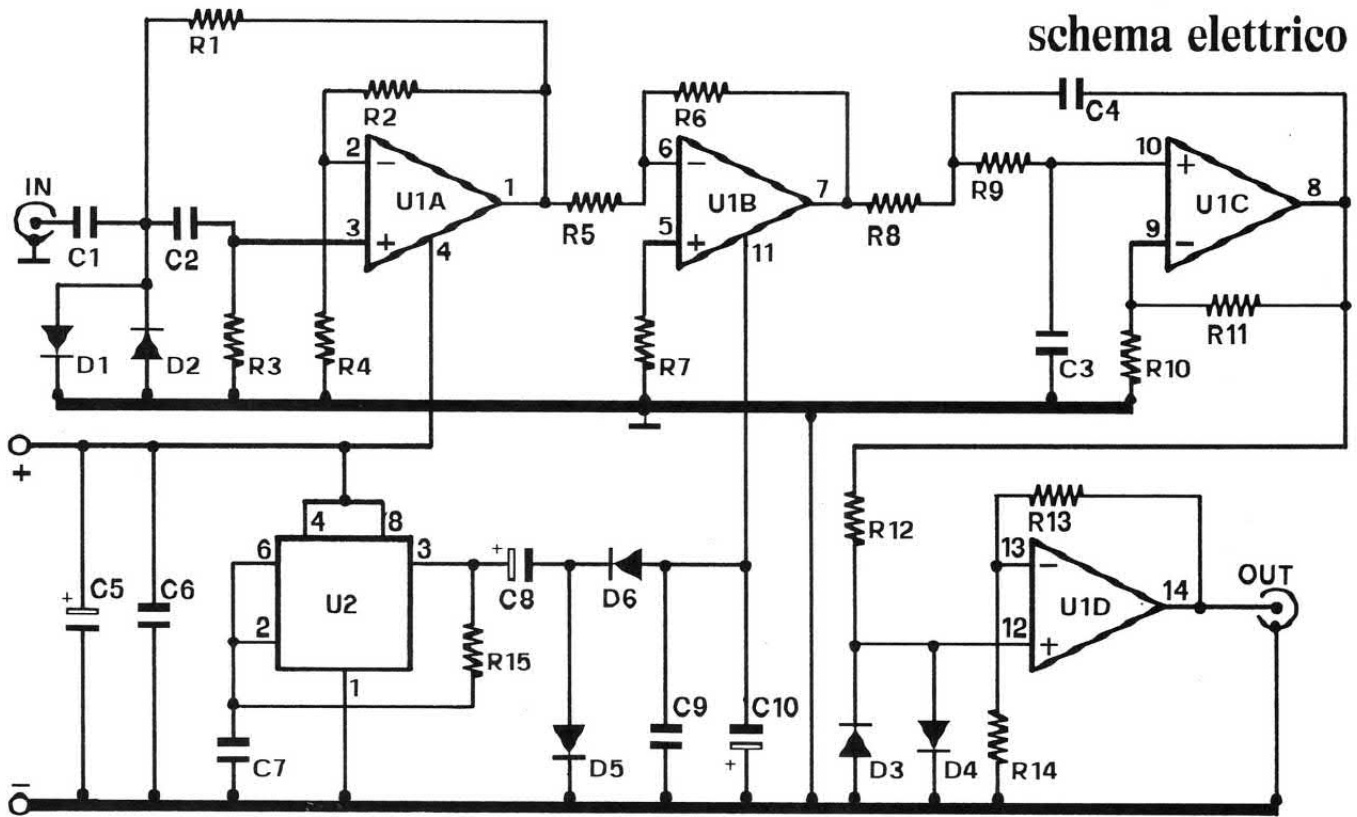 schema elettrico
R1
R2
R6
C4
2
−
6
−
R9
10
+
IN
U1A
1
U1B
7
U1C
8
R5
R8
3
+
5
+
9
−
C1
C2
4
11
R11
D1
D2
R3
R4
R7
C3
R10
+
4
8
R12
R13
6
3
+
13
−
+
C5
C6
U2
C8
D6
U1D
14
OUT
2
12
+
R15
1
C9
C10
C7
D5
+
D3
D4
R14
−